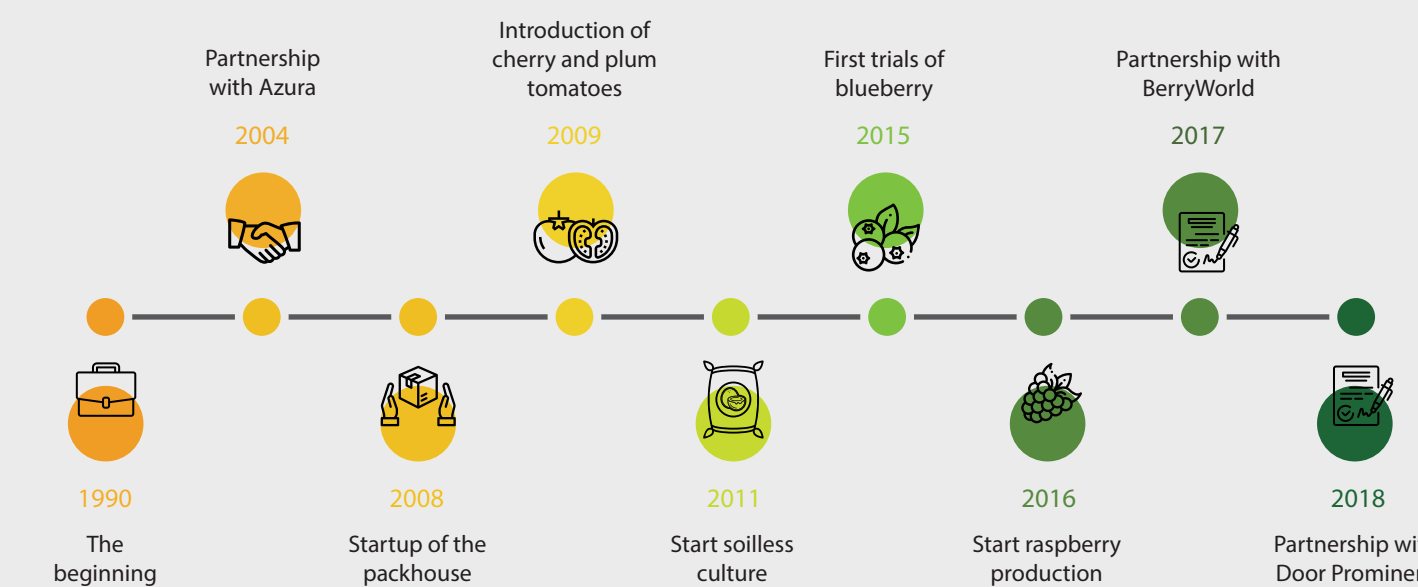 Partnership
with Azura
2004
Introduction of
cherry and plum
tomatoes
2009
First trials of
blueberry
2015
Partnership with
BerryWorld
2017
1990
The
beginning
2008
Startup of the
packhouse
2011
Start soilless
culture
2016
Start raspberry
production
2018
Partnership
Door